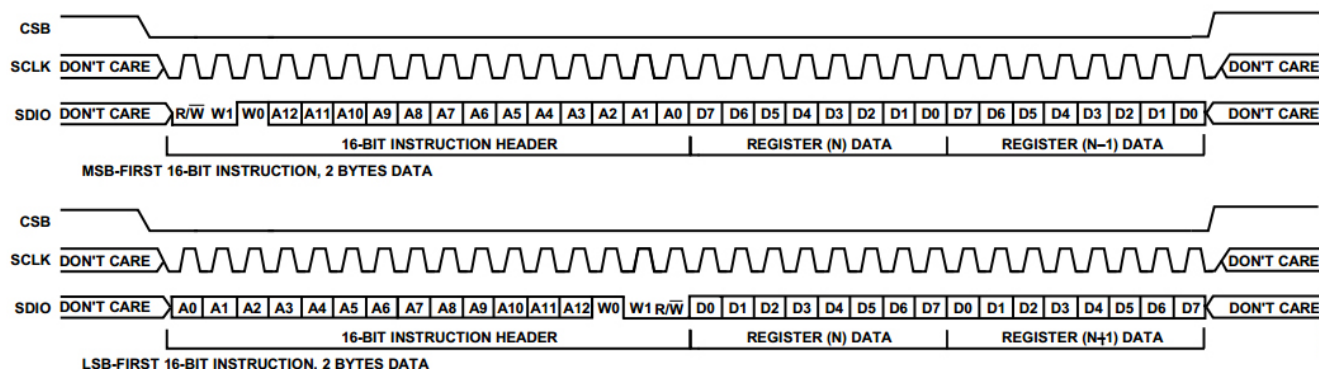 CSB
SCLK DON'T CARE DON'T CARE
SDIO DON'T CARE R/W̅ W1 W0 A12 A11 A10 A9 A8 A7 A6 A5 A4 A3 A2 A1 A0 D7 D6 D5 D4 D3 D2 D1 D0 D7 D6 D5 D4 D3 D2 D1 D0 DON'T CARE
16-BIT INSTRUCTION HEADER REGISTER (N) DATA REGISTER (N–1) DATA
MSB-FIRST 16-BIT INSTRUCTION, 2 BYTES DATA
CSB
SCLK DON'T CARE DON'T CARE
SDIO DON'T CARE A0 A1 A2 A3 A4 A5 A6 A7 A8 A9 A10 A11 A12 W0 W1 R/W̅ D0 D1 D2 D3 D4 D5 D6 D7 D0 D1 D2 D3 D4 D5 D6 D7 DON'T CARE
16-BIT INSTRUCTION HEADER REGISTER (N) DATA REGISTER (N+1) DATA
LSB-FIRST 16-BIT INSTRUCTION, 2 BYTES DATA